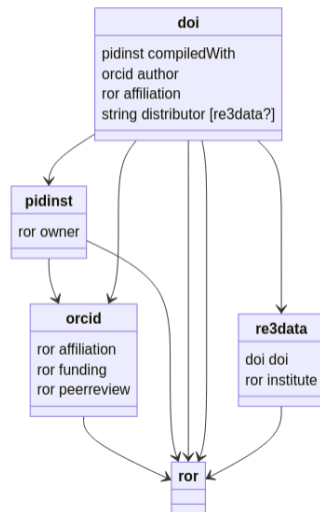 doi
pidinst compiledWith
orcid author
ror affiliation
string distributor [re3data?]
pidinst
ror owner
orcid
ror affiliation
ror funding
ror peerreview
re3data
doi doi
ror institute
ror